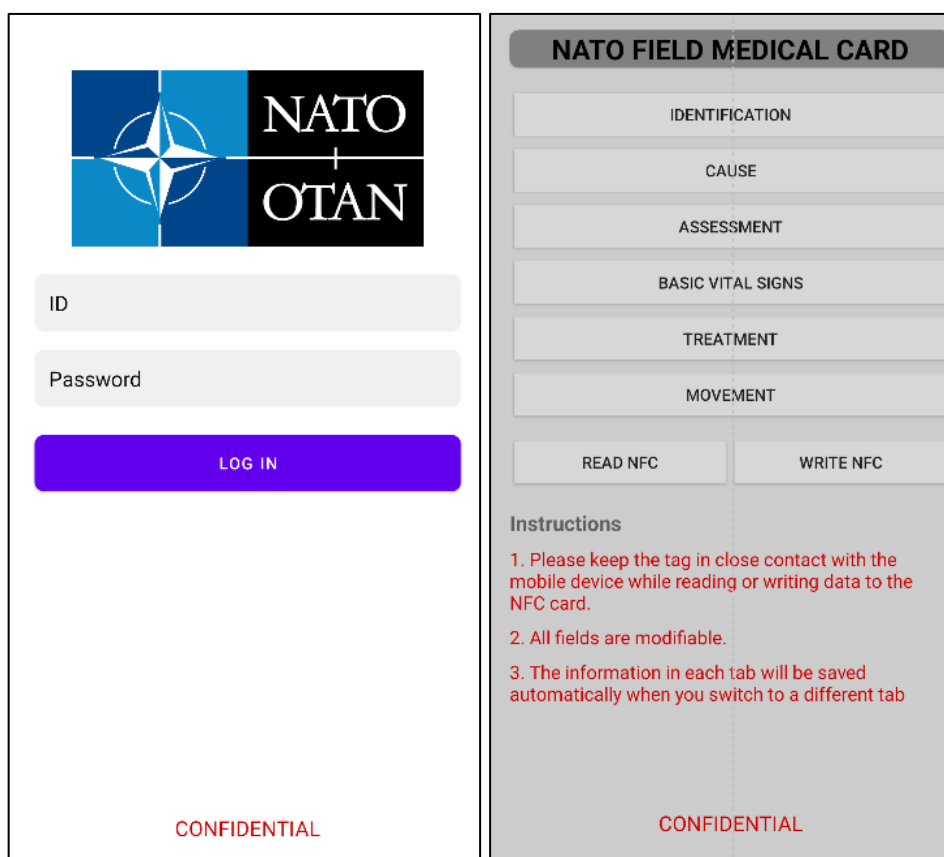 NATO
OTAN
ID
Password
LOG IN
CONFIDENTIAL
NATO FIELD MEDICAL CARD
IDENTIFICATION
CAUSE
ASSESSMENT
BASIC VITAL SIGNS
TREATMENT
MOVEMENT
READ NFC WRITE NFC
Instructions
1. Please keep the tag in close contact with the
mobile device while reading or writing data to the
NFC card.
2. All fields are modifiable.
3. The information in each tab will be saved
automatically when you switch to a different tab
CONFIDENTIAL